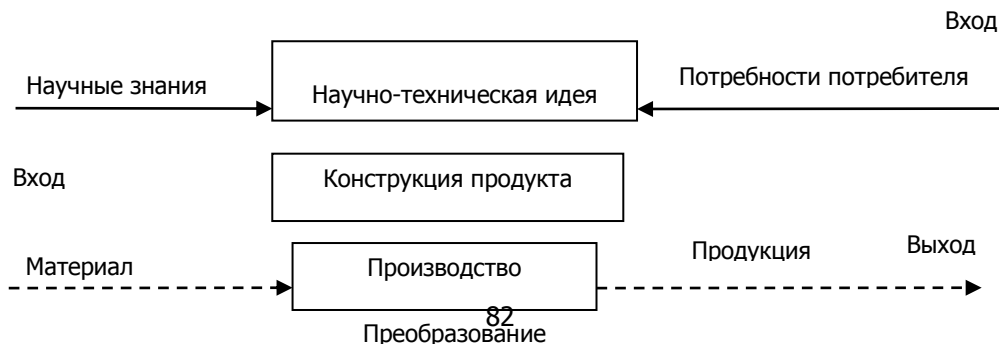 Вход
Научные знания
Научно-техническая идея
Потребности потребителя
Вход
Конструкция продукта
Материал
Производство
Продукция
Выход
82
Преобразование